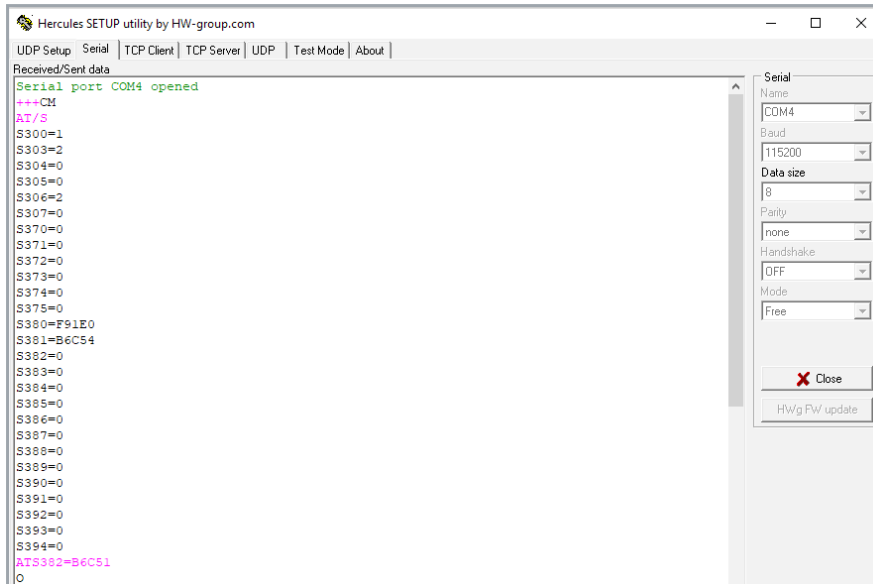 Hercules SETUP utility by HW-group.com
UDP Setup Serial TCP Client TCP Server UDP Test Mode About
Received/Sent data
Serial port COM4 opened
+++CM
AT/S
S300=1
S303=2
S304=0
S305=0
S306=2
S307=0
S370=0
S371=0
S372=0
S373=0
S374=0
S375=0
S380=F91E0
S381=B6C54
S382=0
S383=0
S384=0
S385=0
S386=0
S387=0
S388=0
S389=0
S390=0
S391=0
S392=0
S393=0
S394=0
ATS382=B6C51
O
Serial
Name
COM4
Baud
115200
Data size
8
Parity
none
Handshake
OFF
Mode
Free
Close
HWg FW update